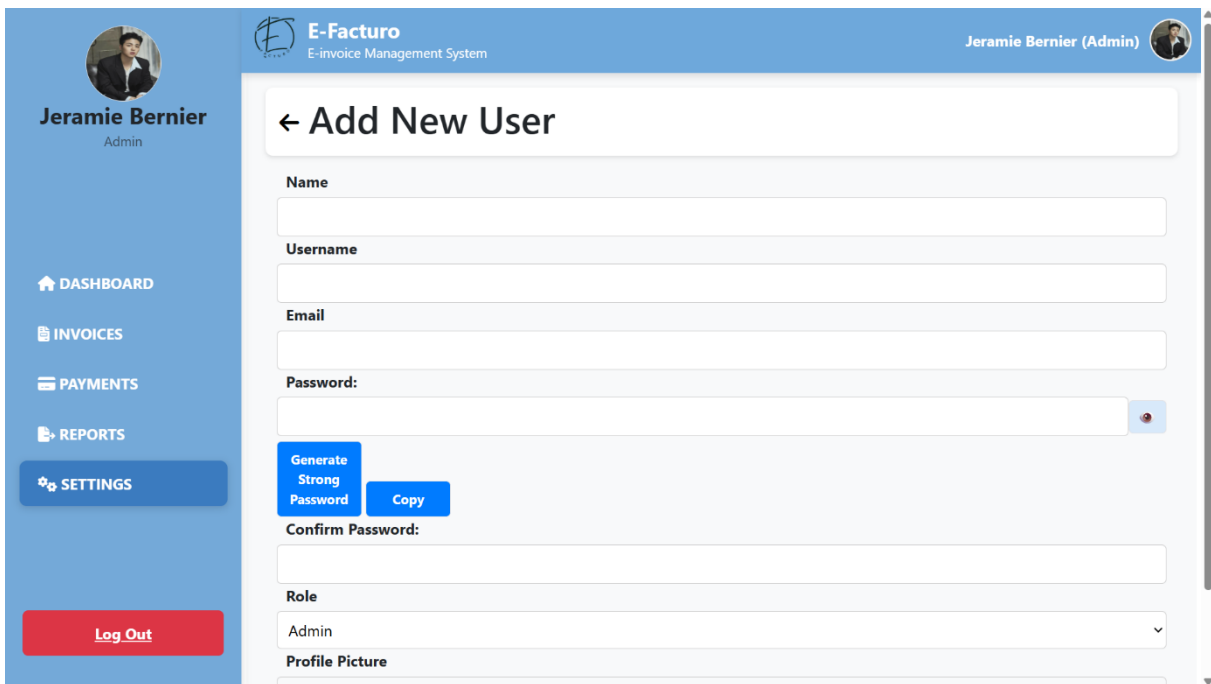 Jeramie Bernier
Admin
DASHBOARD
INVOICES
PAYMENTS
REPORTS
SETTINGS
Log Out
E-Facturo
E-invoice Management System
Jeramie Bernier (Admin)
Add New User
Name
Username
Email
Password:
Generate
Strong
Password
Copy
Confirm Password:
Role
Admin
Profile Picture